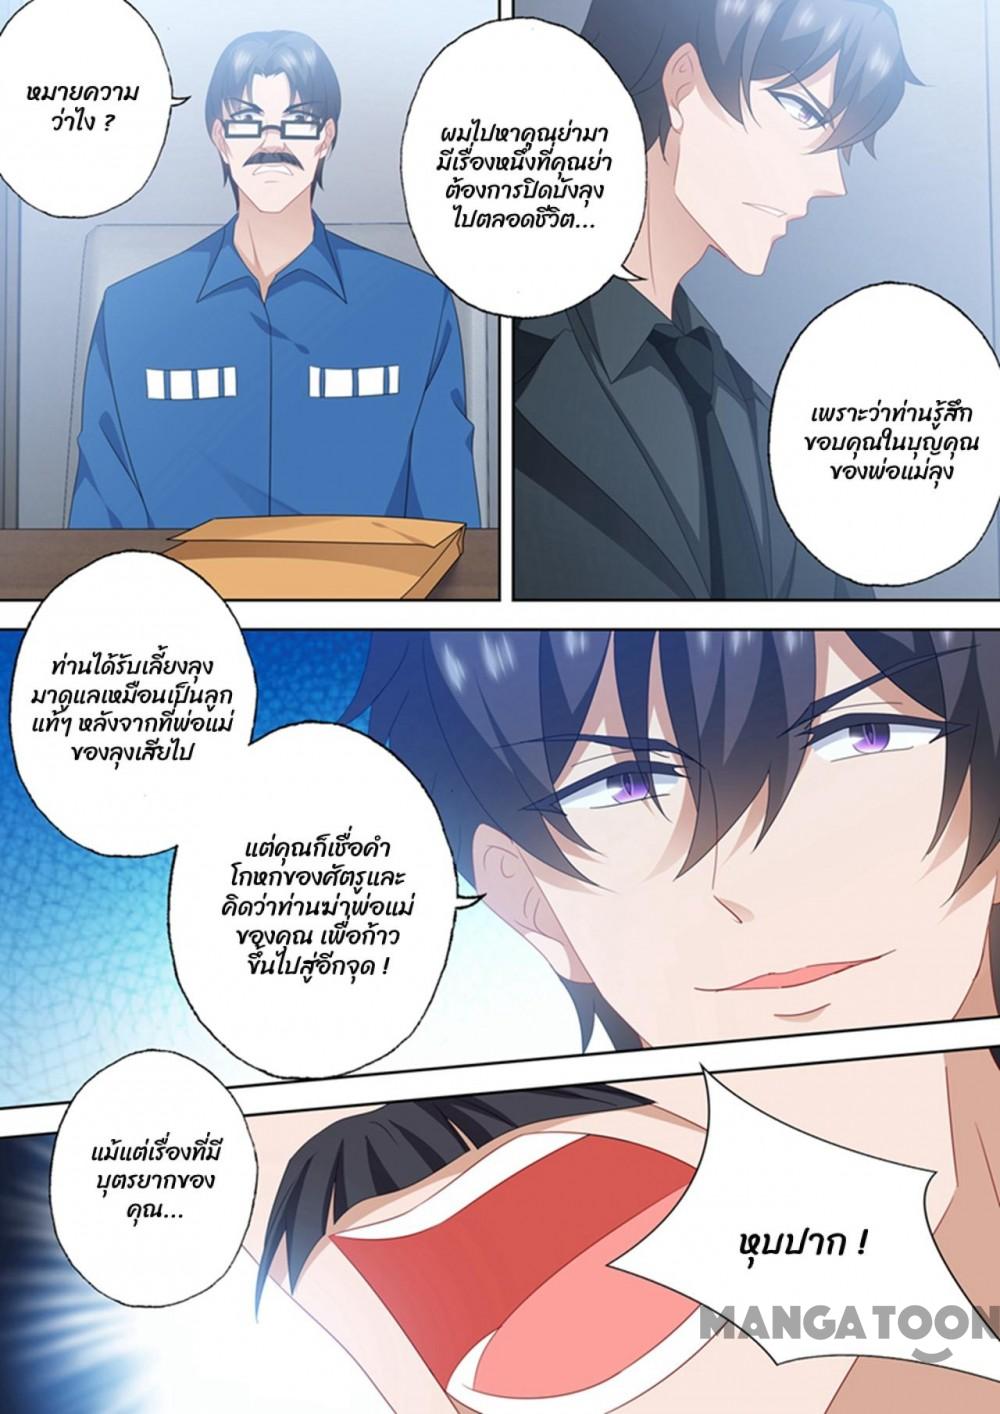 หมายความ
ว่าไง ?
ผมไปหาคุณย่ามา
มีเรื่องหนึ่งที่คุณย่า
ต้องการปิดบังลุง
ไปตลอดชีวิต...
เพราะว่าท่านรู้สึก
ขอบคุณในบุญคุณ
ของพ่อแม่ลุง
ท่านได้รับเลี้ยงลุง
มาดูแลเหมือนเป็นลูก
แท้ๆ หลังจากที่พ่อแม่
ของลุงเสียไป
แต่คุณก็เชื่อคำ
โกหกของศัตรูและ
คิดว่าท่านฆ่าพ่อแม่
ของคุณ เพื่อก้าว
ขึ้นไปสู่อีกจุด !
แม้แต่เรื่องที่มี
บุตรยากของ
คุณ...
หุบปาก !
MANGATOON